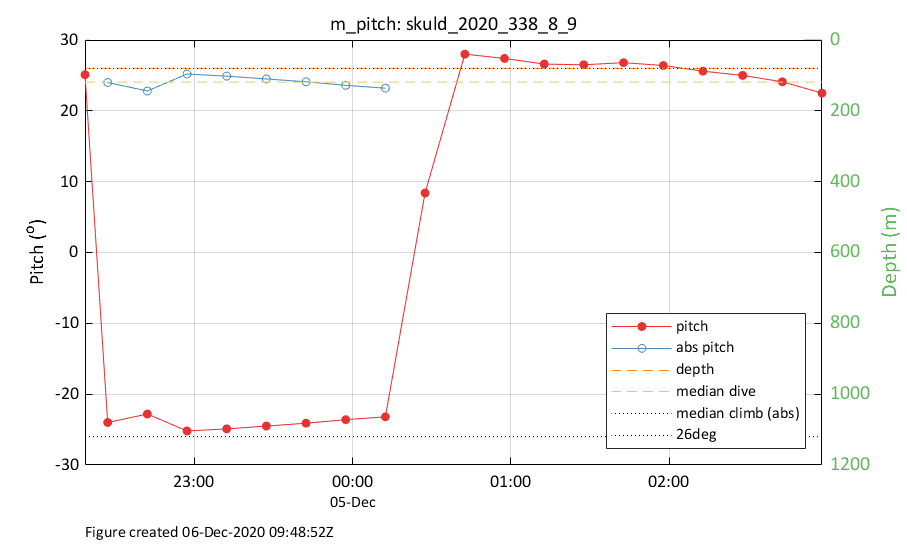 m_pitch: skuld_2020_338_8_9
30
20
10
0
-10
-20
-30
Pitch (º)
0
200
400
600
800
1000
1200
Depth (m)
pitch
abs pitch
depth
median dive
median climb (abs)
26deg
23:00 00:00 01:00 02:00
05-Dec
Figure created 06-Dec-2020 09:48:52Z